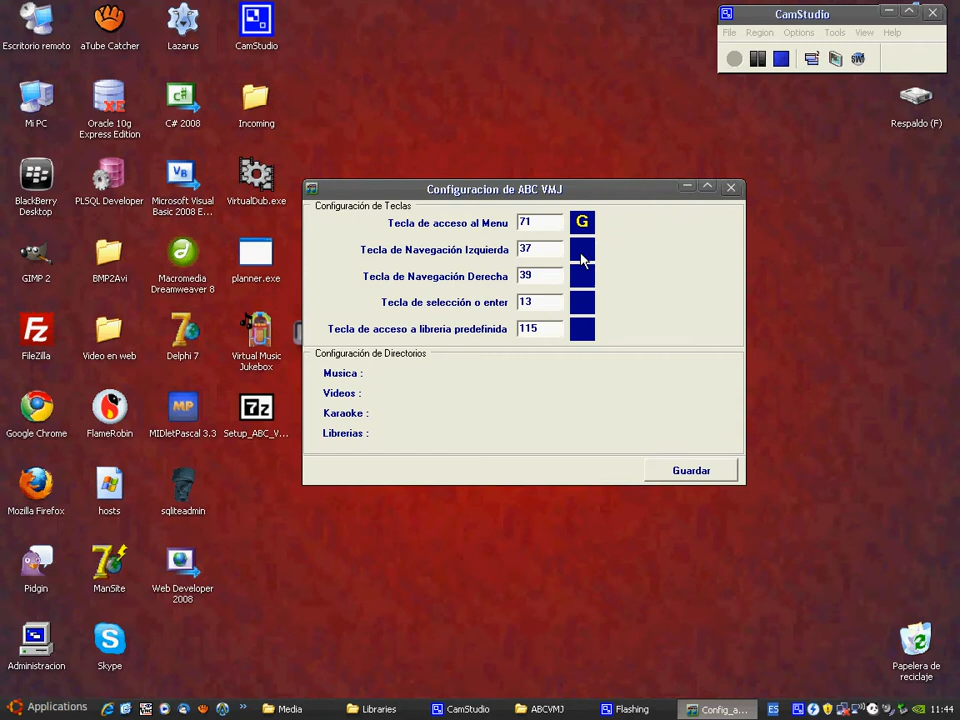 Escritorio remoto
aTube Catcher
Lazarus
CamStudio
Mi PC
Oracle 10g
Express Edition
C# 2008
Incoming
BlackBerry
Desktop
PLSQL Developer
Microsoft Visual
Basic 2008 E...
VirtualDub.exe
GIMP 2
BMP2Avi
Macromedia
Dreamweaver 8
planner.exe
FileZilla
Video en web
Delphi 7
Virtual Music
Jukebox
Google Chrome
FlameRobin
MIDletPascal 3.3
Setup_ABC_V...
Mozilla Firefox
hosts
sqliteadmin
Pidgin
ManSite
Web Developer
2008
Administracion
Skype
CamStudio
File Region Options Tools View Help
Respaldo (F)
Configuracion de ABC VMJ
Configuración de Teclas
Tecla de acceso al Menu 71 G
Tecla de Navegación Izquierda 37
Tecla de Navegación Derecha 39
Tecla de selección o enter 13
Tecla de acceso a libreria predefinida 115
Configuración de Directorios
Musica :
Videos :
Karaoke :
Librerias :
Guardar
Papelera de
reciclaje
Applications » Media Libraries CamStudio ABCVMJ Flashing Config_a... ES 11:44